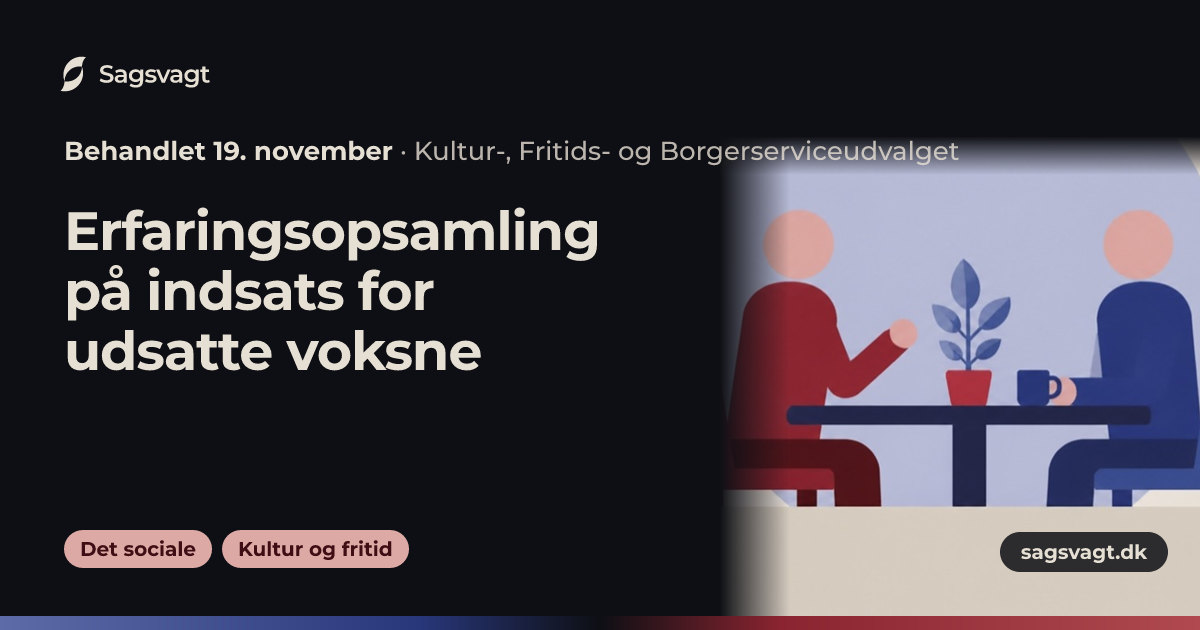 Sagsvagt
Behandlet 19. november · Kultur-, Fritids- og Borgerserviceudvalget
Erfaringsopsamling
på indsats for
udsatte voksne
Det sociale
Kultur og fritid
sagsvagt.dk